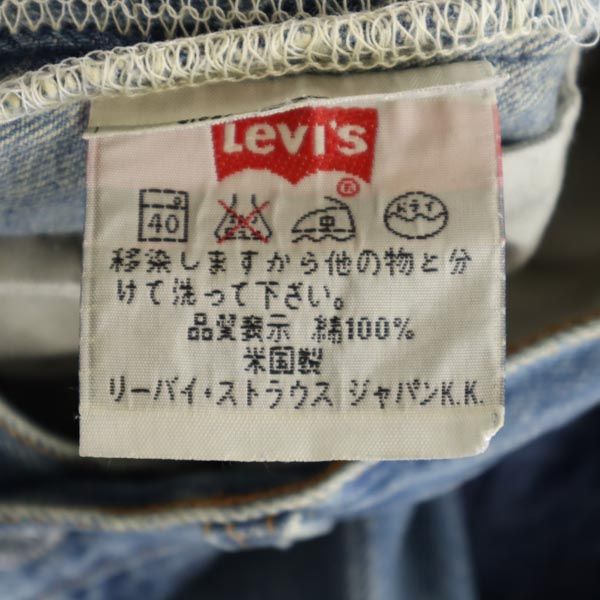 Levi's
®
40 中 ドライ
移染しますから他の物と分
けて洗って下さい。
品質表示 綿100%
米国製
リーバイ・ストラウス ジャパンK.K.